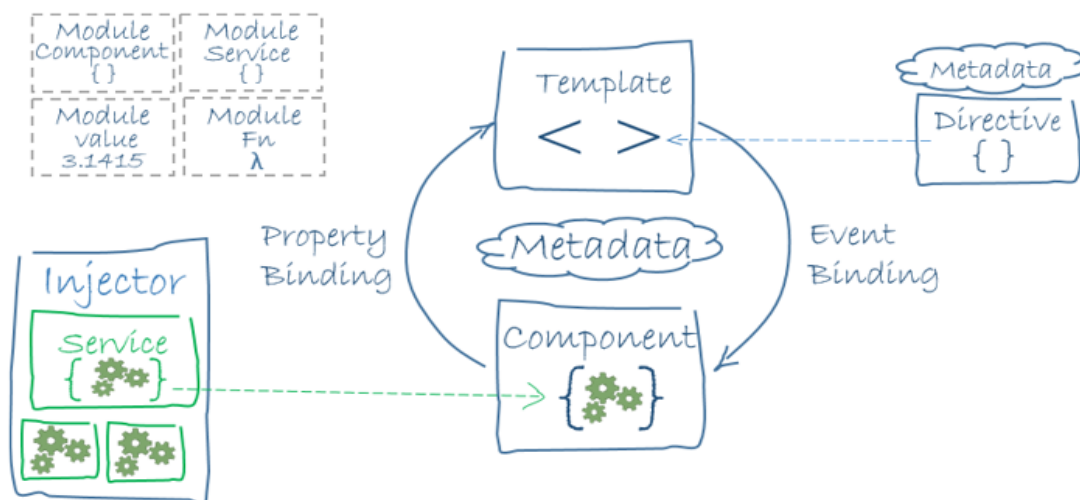 Module
Component
{ }
Module
Service
{ }
Module
value
3.1415
Module
Fn
λ
Template
< >
Metadata
Directive
{ }
Property
Binding
Metadata
Event
Binding
Injector
Service
{ }
Component
{ }